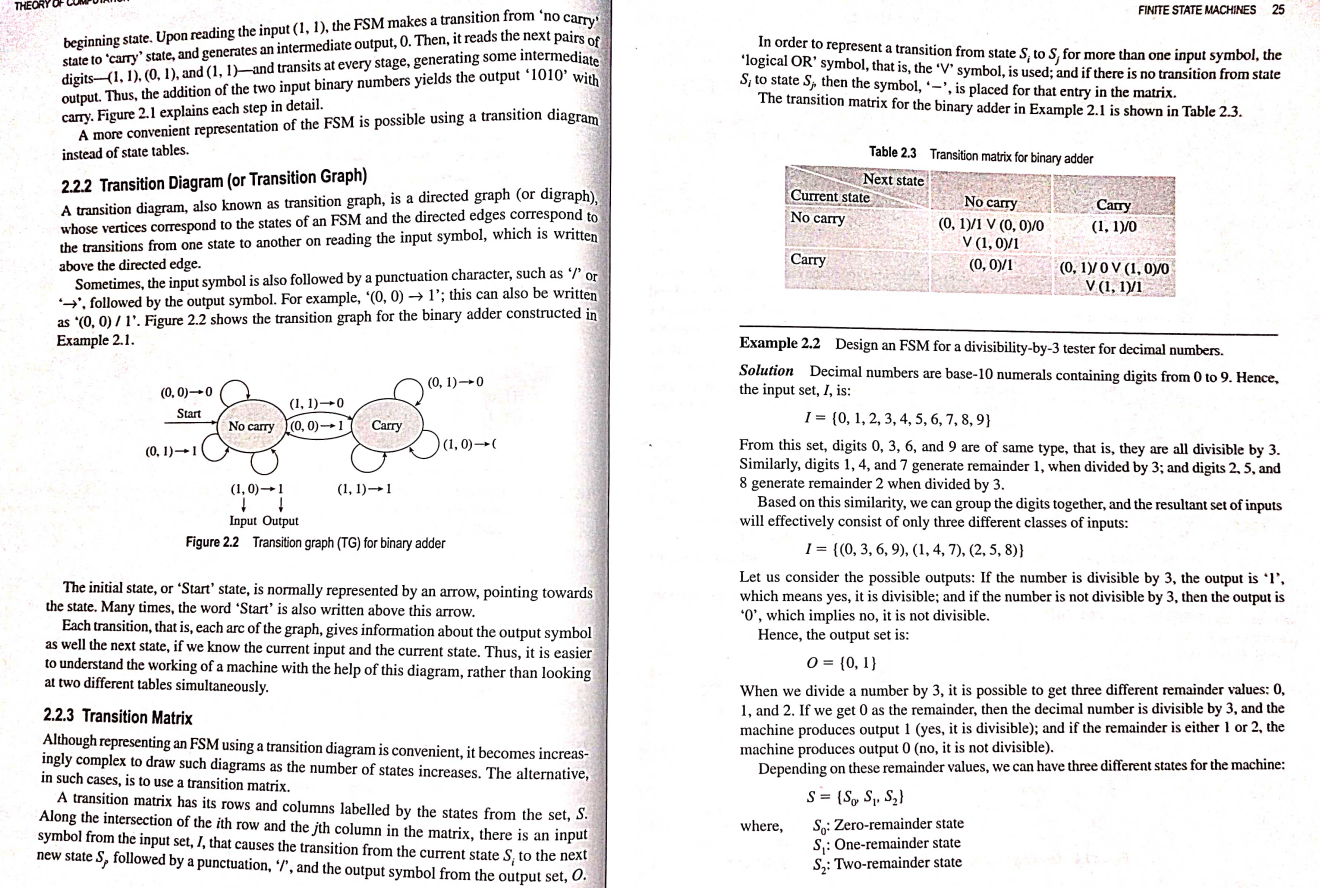 THEORY OF COMPUTATION
beginning state. Upon reading the input (1, 1), the FSM makes a transition from 'no carry'
state to 'carry' state, and generates an intermediate output, 0. Then, it reads the next pairs of
digits—(1, 1), (0, 1), and (1, 1)—and transits at every stage, generating some intermediate
output. Thus, the addition of the two input binary numbers yields the output '1010' with
carry. Figure 2.1 explains each step in detail.
A more convenient representation of the FSM is possible using a transition diagram
instead of state tables.
2.2.2 Transition Diagram (or Transition Graph)
A transition diagram, also known as transition graph, is a directed graph (or digraph),
whose vertices correspond to the states of an FSM and the directed edges correspond to
the transitions from one state to another on reading the input symbol, which is written
above the directed edge.
Sometimes, the input symbol is also followed by a punctuation character, such as '/' or
'→', followed by the output symbol. For example, '(0, 0) → 1'; this can also be written
as '(0, 0) / 1'. Figure 2.2 shows the transition graph for the binary adder constructed in
Example 2.1.
(0, 0)→0
(0, 1)→0
Start
(1, 1)→0
No carry
(0, 0)→1
Carry
(0, 1)→1
(1, 0)→(
(1, 0)→1
(1, 1)→1
↓ ↓
Input Output
Figure 2.2 Transition graph (TG) for binary adder
The initial state, or 'Start' state, is normally represented by an arrow, pointing towards
the state. Many times, the word 'Start' is also written above this arrow.
Each transition, that is, each arc of the graph, gives information about the output symbol
as well the next state, if we know the current input and the current state. Thus, it is easier
to understand the working of a machine with the help of this diagram, rather than looking
at two different tables simultaneously.
2.2.3 Transition Matrix
Although representing an FSM using a transition diagram is convenient, it becomes increas-
ingly complex to draw such diagrams as the number of states increases. The alternative,
in such cases, is to use a transition matrix.
A transition matrix has its rows and columns labelled by the states from the set, S.
Along the intersection of the ith row and the jth column in the matrix, there is an input
symbol from the input set, I, that causes the transition from the current state Sᵢ to the next
new state Sⱼ, followed by a punctuation, '/', and the output symbol from the output set, O.
FINITE STATE MACHINES 25
In order to represent a transition from state Sᵢ to Sⱼ for more than one input symbol, the
'logical OR' symbol, that is, the 'V' symbol, is used; and if there is no transition from state
Sᵢ to state Sⱼ, then the symbol, '−', is placed for that entry in the matrix.
The transition matrix for the binary adder in Example 2.1 is shown in Table 2.3.
Table 2.3 Transition matrix for binary adder
Next state
Current state
No carry
Carry
No carry
(0, 1)/1 V (0, 0)/0
V (1, 0)/1
(1, 1)/0
Carry
(0, 0)/1
(0, 1)/ 0 V (1, 0)/0
V (1, 1)/1
Example 2.2 Design an FSM for a divisibility-by-3 tester for decimal numbers.
Solution Decimal numbers are base-10 numerals containing digits from 0 to 9. Hence,
the input set, I, is:
I = {0, 1, 2, 3, 4, 5, 6, 7, 8, 9}
From this set, digits 0, 3, 6, and 9 are of same type, that is, they are all divisible by 3.
Similarly, digits 1, 4, and 7 generate remainder 1, when divided by 3; and digits 2, 5, and
8 generate remainder 2 when divided by 3.
Based on this similarity, we can group the digits together, and the resultant set of inputs
will effectively consist of only three different classes of inputs:
I = {(0, 3, 6, 9), (1, 4, 7), (2, 5, 8)}
Let us consider the possible outputs: If the number is divisible by 3, the output is '1',
which means yes, it is divisible; and if the number is not divisible by 3, then the output is
'0', which implies no, it is not divisible.
Hence, the output set is:
O = {0, 1}
When we divide a number by 3, it is possible to get three different remainder values: 0,
1, and 2. If we get 0 as the remainder, then the decimal number is divisible by 3, and the
machine produces output 1 (yes, it is divisible); and if the remainder is either 1 or 2, the
machine produces output 0 (no, it is not divisible).
Depending on these remainder values, we can have three different states for the machine:
S = {S₀, S₁, S₂}
where, S₀: Zero-remainder state
S₁: One-remainder state
S₂: Two-remainder state